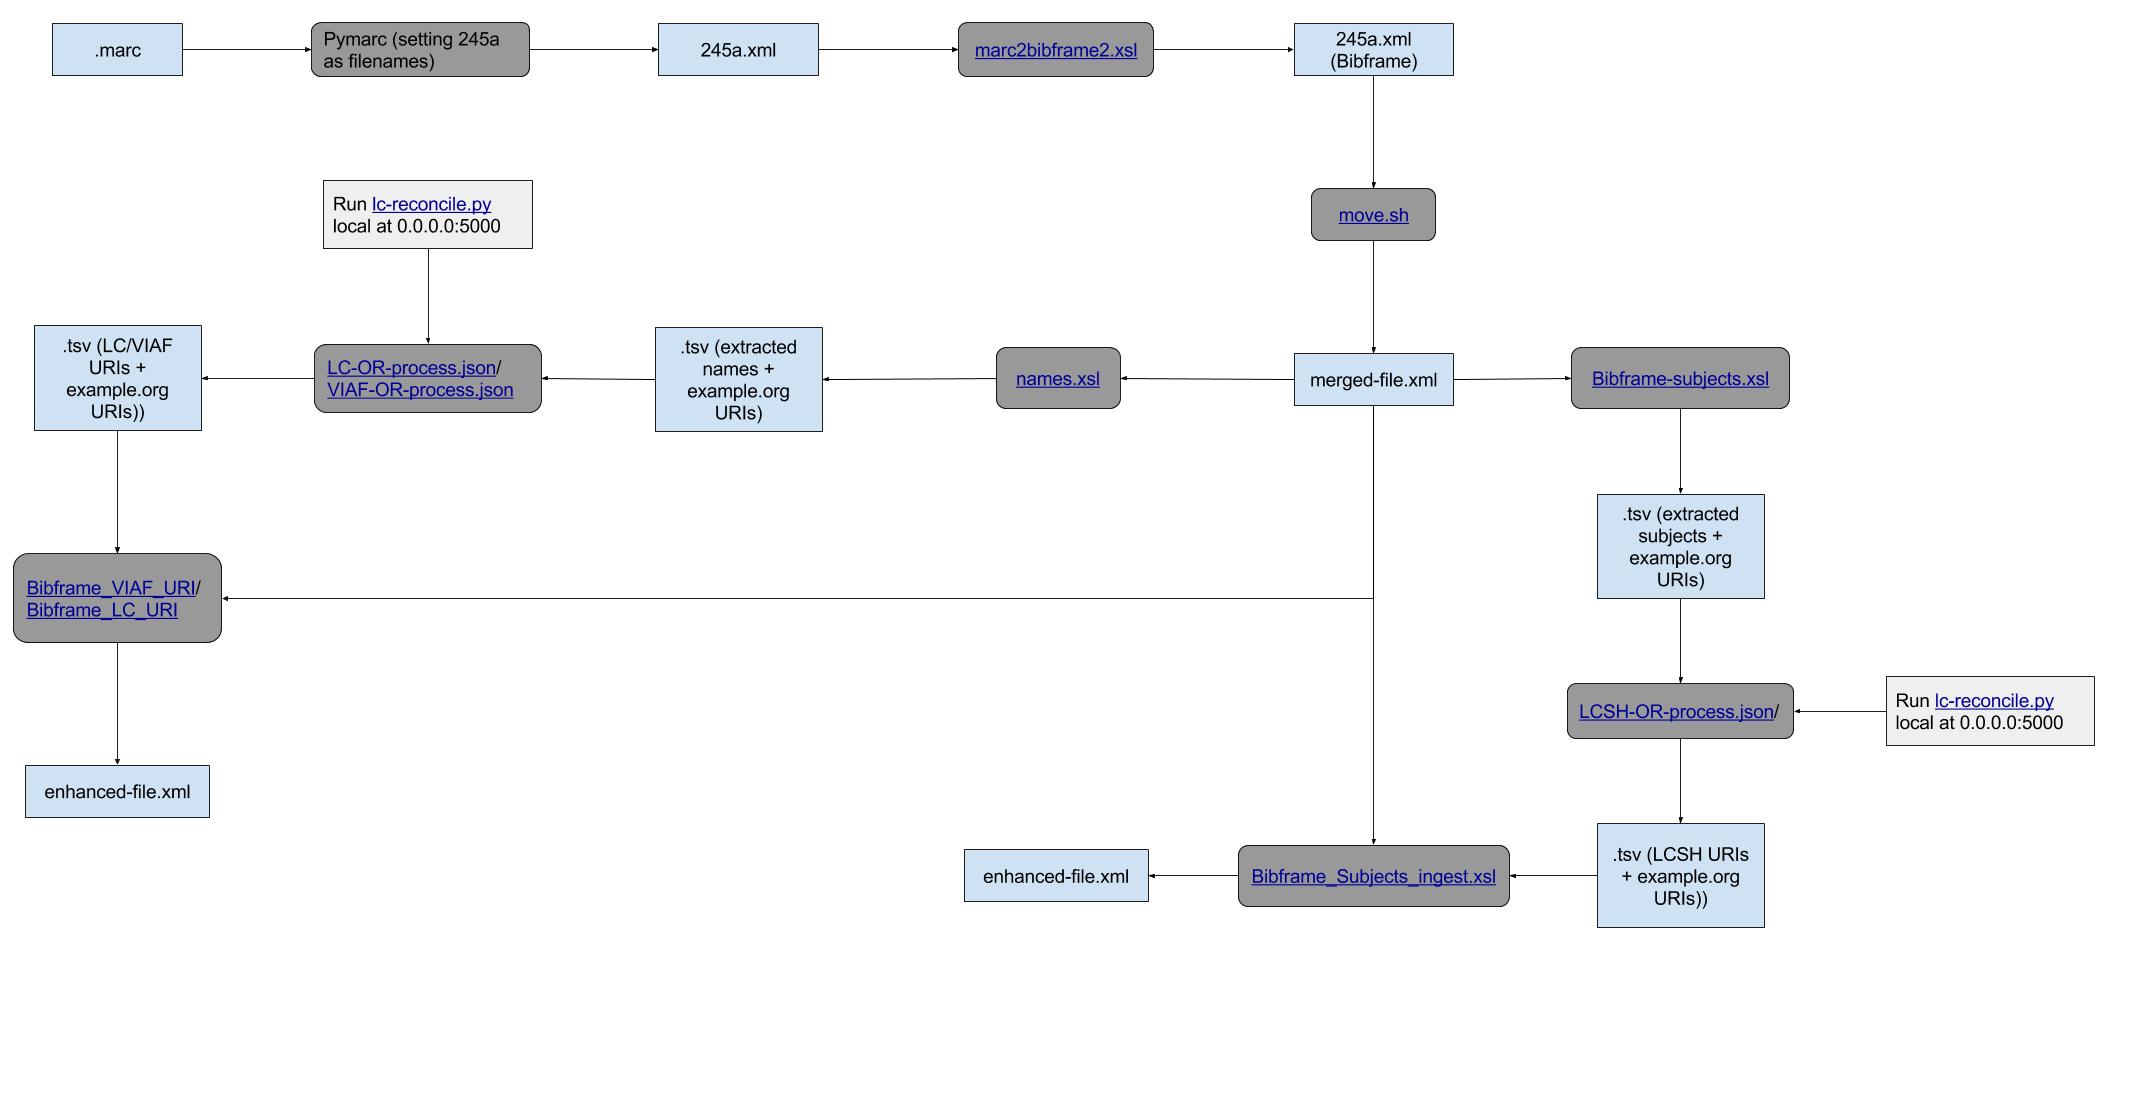 .marc
Pymarc (setting 245a
as filenames)
245a.xml
marc2bibframe2.xsl
245a.xml
(Bibframe)
move.sh
Run lc-reconcile.py
local at 0.0.0.0:5000
.tsv (LC/VIAF
URIs +
example.org
URIs))
LC-OR-process.json/
VIAF-OR-process.json
.tsv (extracted
names +
example.org
URIs)
names.xsl
merged-file.xml
Bibframe-subjects.xsl
.tsv (extracted
subjects +
example.org
URIs)
Bibframe_VIAF_URI/
Bibframe_LC_URI
LCSH-OR-process.json/
Run lc-reconcile.py
local at 0.0.0.0:5000
enhanced-file.xml
enhanced-file.xml
Bibframe_Subjects_ingest.xsl
.tsv (LCSH URIs
+ example.org
URIs))